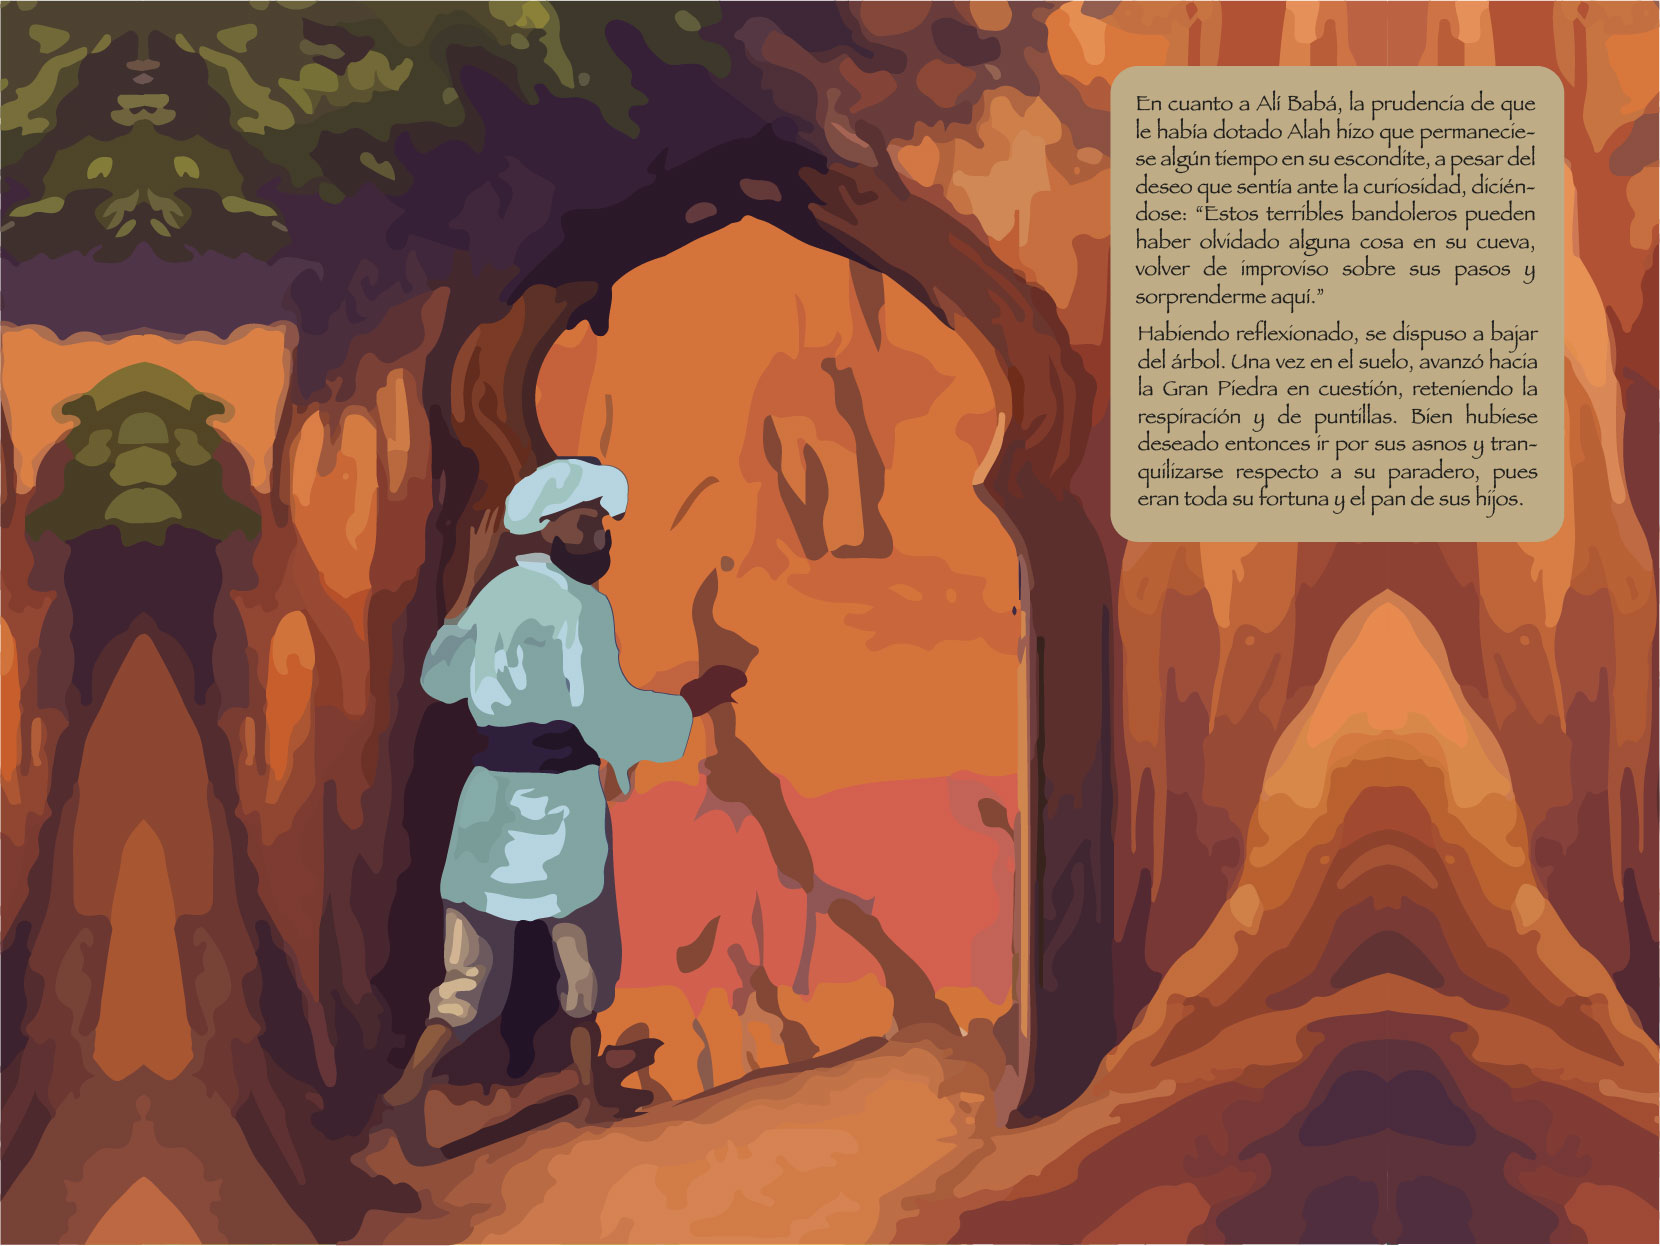 En cuanto a Alí Babá, la prudencia de que
le había dotado Alah hizo que permanecie-
se algún tiempo en su escondite, a pesar del
deseo que sentía ante la curiosidad, dicién-
dose: “Estos terribles bandoleros pueden
haber olvidado alguna cosa en su cueva,
volver de improviso sobre sus pasos y
sorprenderme aquí.”
Habiendo reflexionado, se dispuso a bajar
del árbol. Una vez en el suelo, avanzó hacia
la Gran Piedra en cuestión, reteniendo la
respiración y de puntillas. Bien hubiese
deseado entonces ir por sus asnos y tran-
quilizarse respecto a su paradero, pues
eran toda su fortuna y el pan de sus hijos.